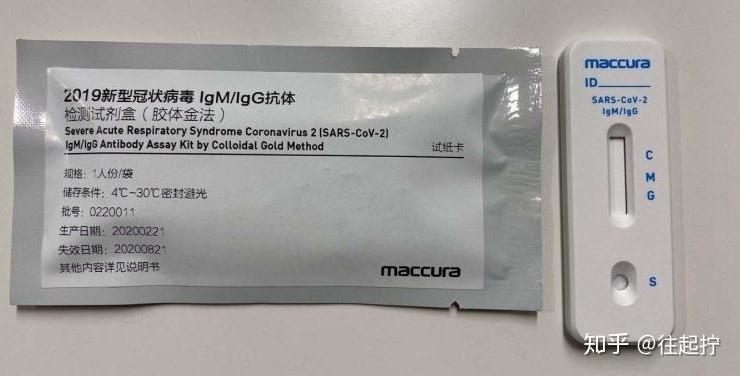 2019新型冠状病毒 IgM/IgG抗体
检测试剂盒（胶体金法）
Severe Acute Respiratory Syndrome Coronavirus 2 (SARS-CoV-2)
IgM/IgG Antibody Assay Kit by Colloidal Gold Method
试纸卡
规格：1人份/袋
储存条件：4℃~30℃密封避光
批号：0220011
生产日期：20200221
失效日期：20200821
其他内容详见说明书
maccura
maccura
ID
SARS-CoV-2
IgM/IgG
C
M
G
S
知乎 @往起拧